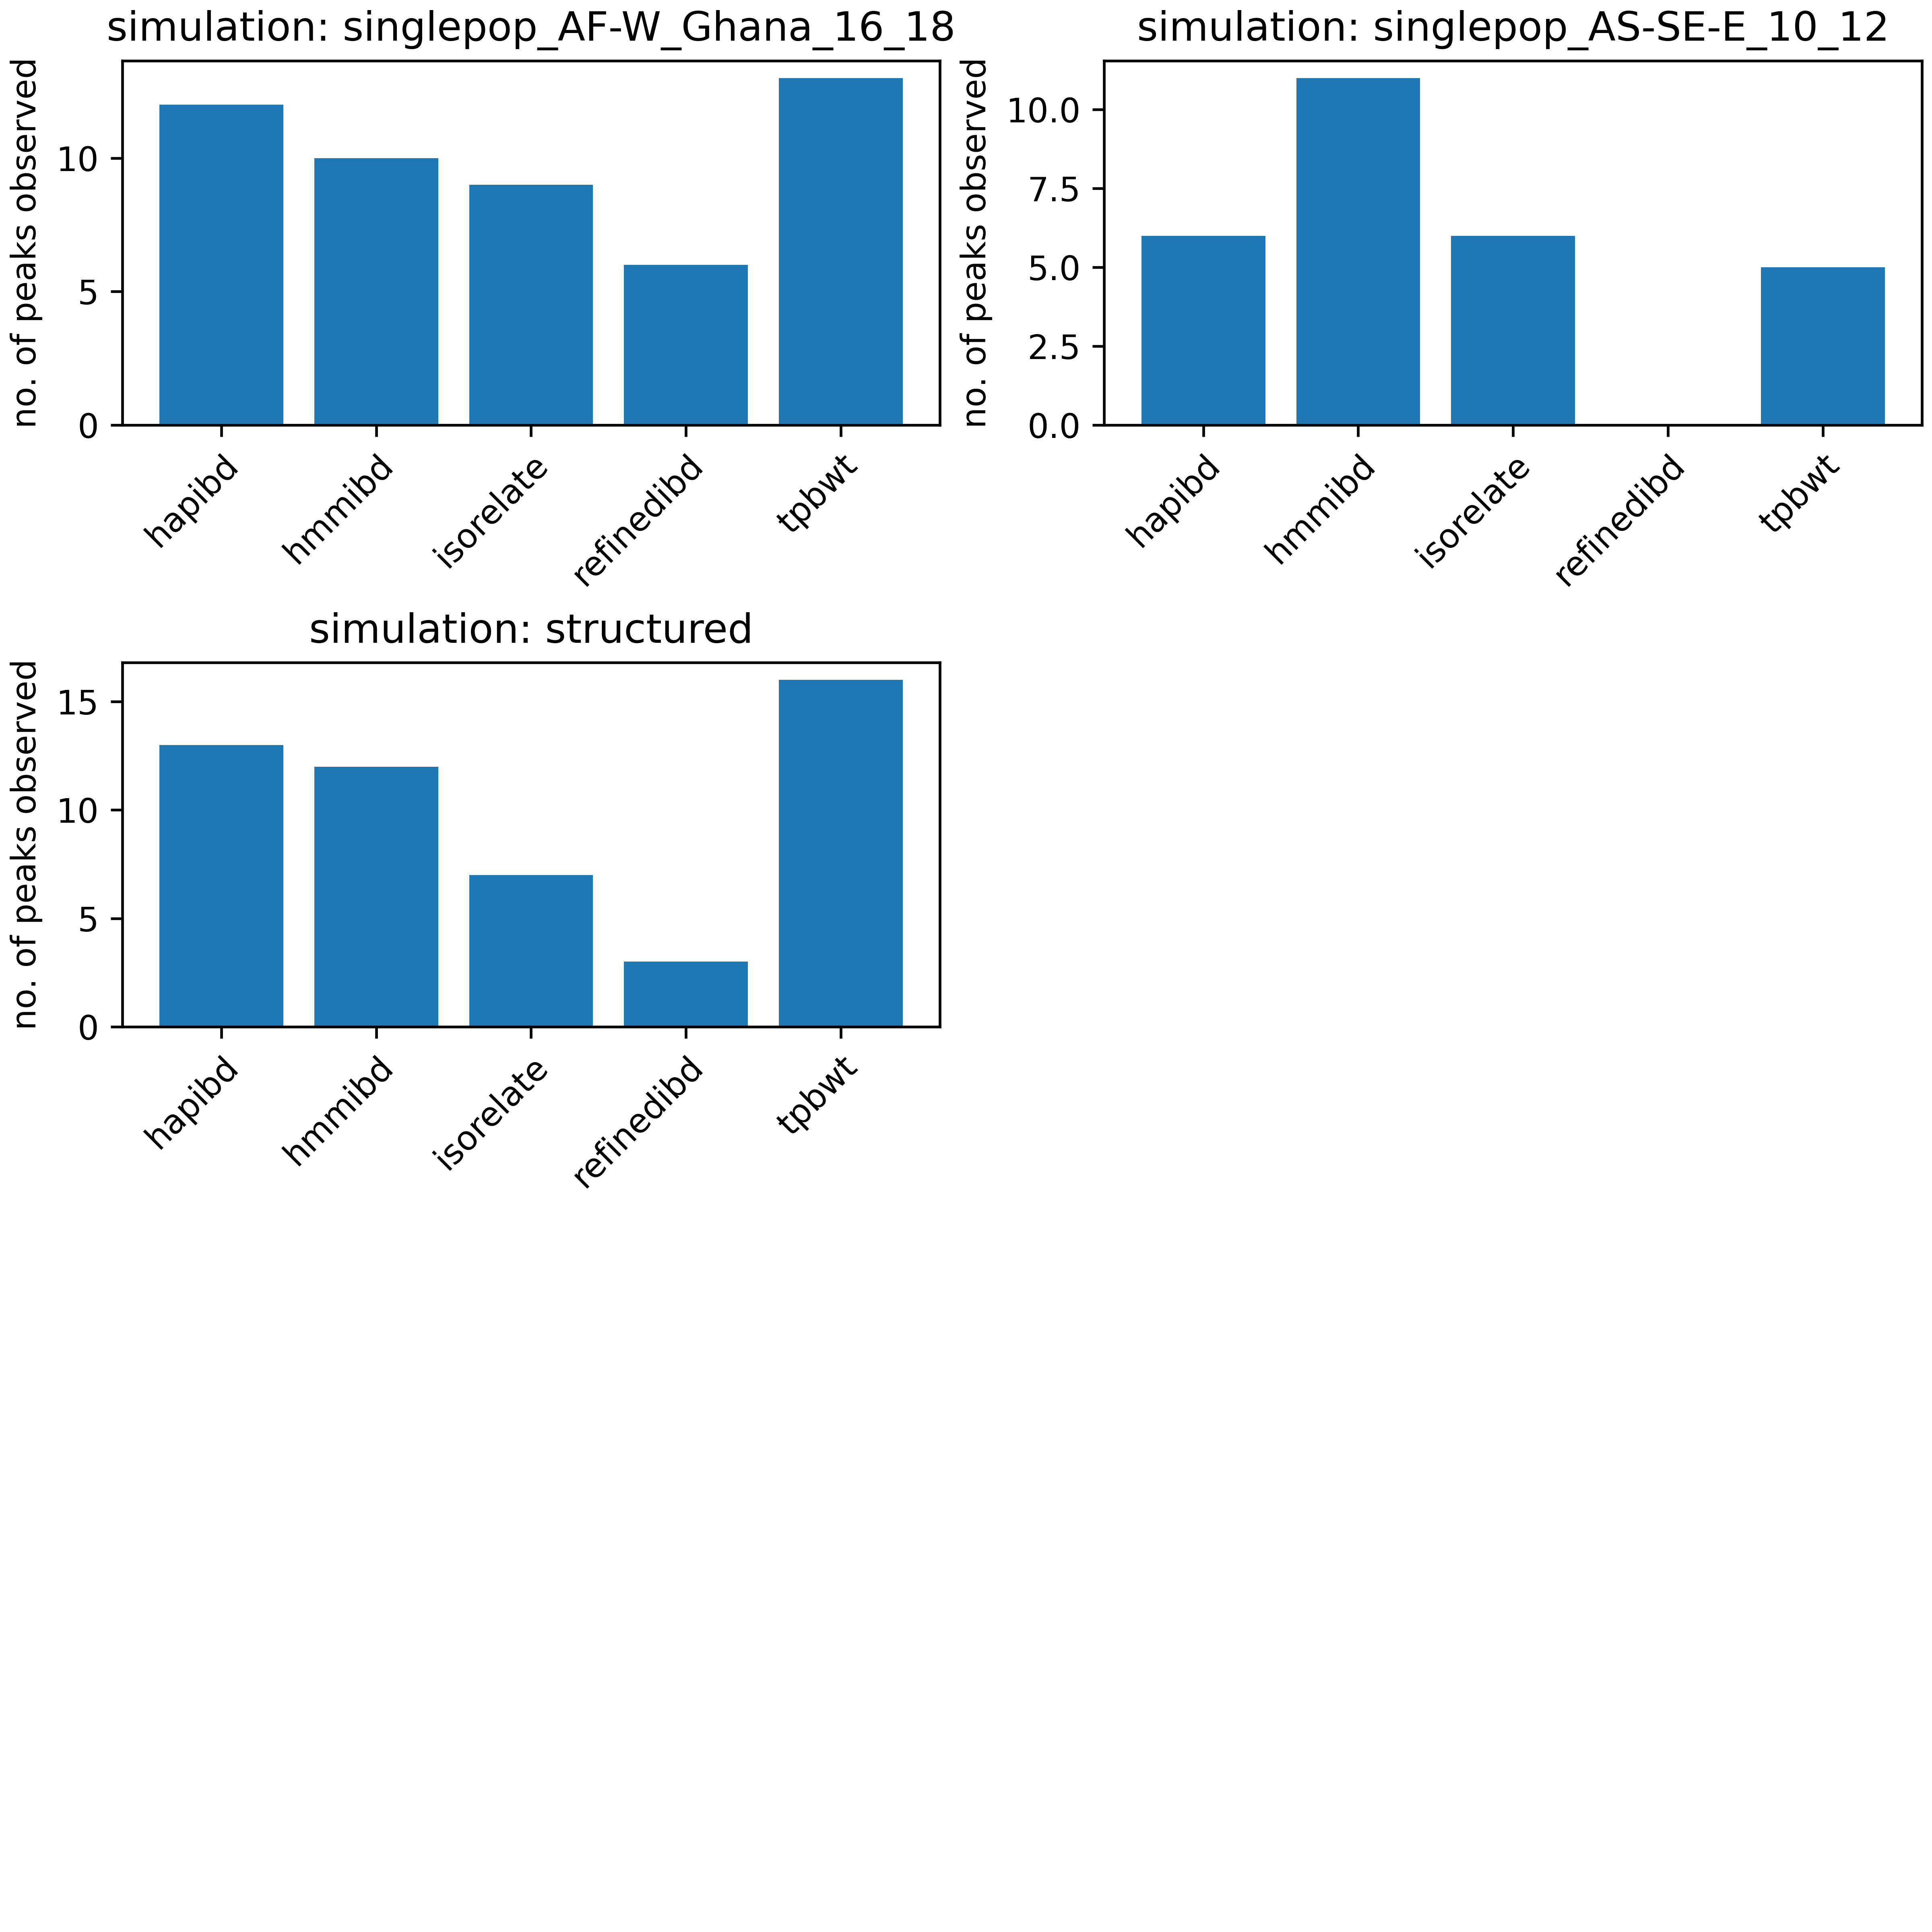 simulation: singlepop_AF-W_Ghana_16_18
no. of peaks observed
10
5
0
hapibd
hmmibd
isorelate
refinedibd
tpbwt
simulation: singlepop_AS-SE-E_10_12
no. of peaks observed
10.0
7.5
5.0
2.5
0.0
hapibd
hmmibd
isorelate
refinedibd
tpbwt
simulation: structured
no. of peaks observed
15
10
5
0
hapibd
hmmibd
isorelate
refinedibd
tpbwt